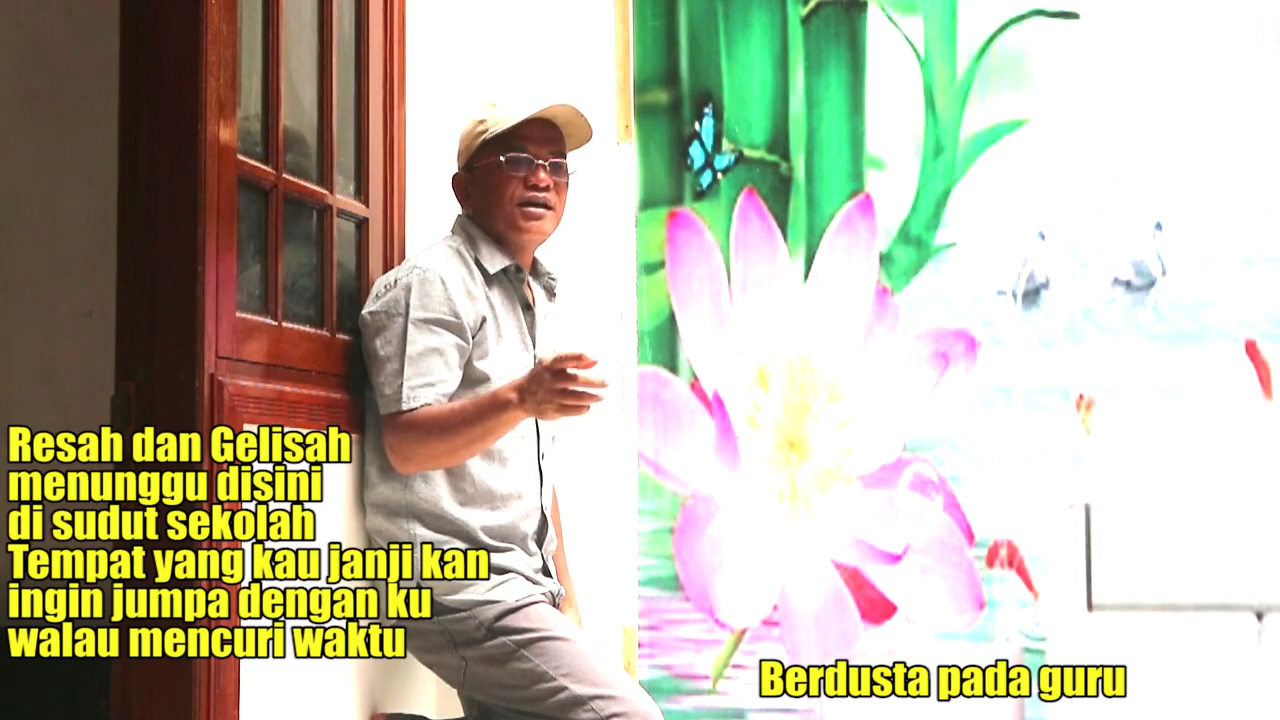 Resah dan Gelisah
menunggu disini
di sudut sekolah
Tempat yang kau janji kan
ingin jumpa dengan ku
walau mencuri waktu
Berdusta pada guru